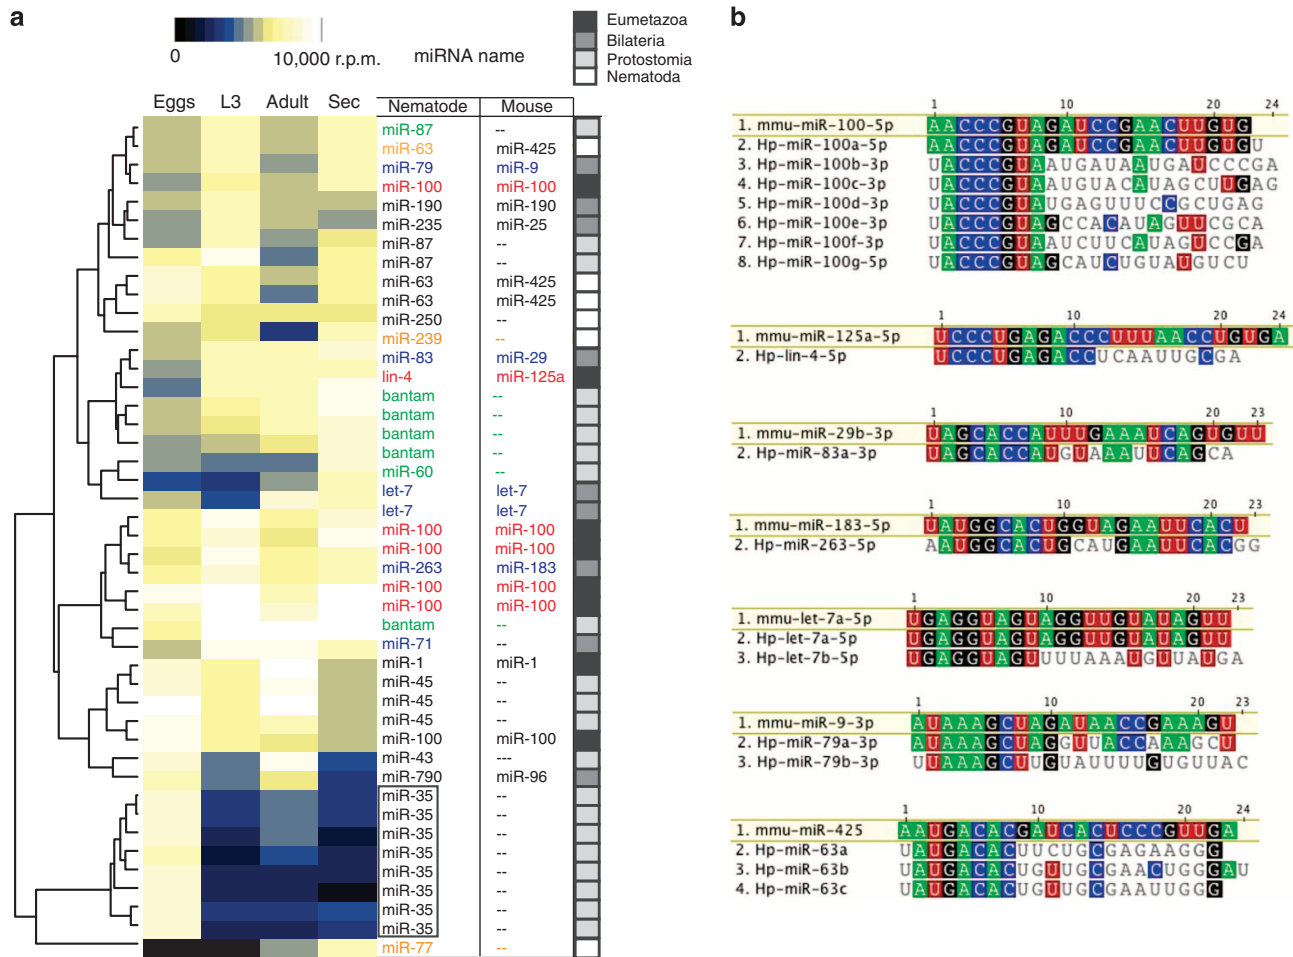 a
0
10,000 r.p.m.
miRNA name
Eumetazoa
Bilateria
Protostomia
Nematoda
Eggs L3 Adult Sec Nematode Mouse
miR-87 --
miR-63 miR-425
miR-79 miR-9
miR-100 miR-100
miR-190 miR-190
miR-235 miR-25
miR-87 --
miR-87 --
miR-63 miR-425
miR-63 miR-425
miR-250 --
miR-239 --
miR-83 miR-29
lin-4 miR-125a
bantam --
bantam --
bantam --
bantam --
miR-60 --
let-7 let-7
let-7 let-7
miR-100 miR-100
miR-100 miR-100
miR-263 miR-183
miR-100 miR-100
miR-100 miR-100
bantam --
miR-71 --
miR-1 miR-1
miR-45 --
miR-45 --
miR-45 --
miR-100 miR-100
miR-43 ---
miR-790 miR-96
miR-35 --
miR-35 --
miR-35 --
miR-35 --
miR-35 --
miR-35 --
miR-35 --
miR-35 --
miR-77 --
b
1 10 20 24
1. mmu-miR-100-5p AACCCGUAGAUCCGAACUUGUG
2. Hp-miR-100a-5p AACCCGUAGAUCCGAACUUGUGU
3. Hp-miR-100b-3p UACCCGUAAUGAUAAUGAUCCCGA
4. Hp-miR-100c-3p UACCCGUAAUGUACAUAGCUUGAG
5. Hp-miR-100d-3p UACCCGUAUGAGUUUCCGCUGAG
6. Hp-miR-100e-3p UACCCGUAGCCACAUAGUUCGCA
7. Hp-miR-100f-3p UACCCGUAAUCUUCAUAGUCCGA
8. Hp-miR-100g-5p UACCCGUAGCAUCUGUAUGUCU
1 10 20 24
1. mmu-miR-125a-5p UCCCUGAGACCCUUUAACCUGUGA
2. Hp-lin-4-5p UCCCUGAGACCUCAAUUGCGA
1 10 20 23
1. mmu-miR-29b-3p UAGCACCAUUUGAAAUCAGUGUU
2. Hp-miR-83a-3p UAGCACCAUGUAAAUUCAGCA
1 10 20 23
1. mmu-miR-183-5p UAUGGCACUGGUAGAAUUCACU
2. Hp-miR-263-5p AAUGGCACUGCAUGAAUUCACGG
1 10 20 23
1. mmu-let-7a-5p UGAGGUAGUAGGUUGUAUAGUU
2. Hp-let-7a-5p UGAGGUAGUAGGUUGUAUAGUU
3. Hp-let-7b-5p UGAGGUAGUUUUAAAUGUUAUGA
1 10 20 23
1. mmu-miR-9-3p AUAAAGCUAGAUAACCGAAAGU
2. Hp-miR-79a-3p AUAAAGCUAGGUUACCAAAGCU
3. Hp-miR-79b-3p UUAAAGCUUGUAUUUUGUGUUAC
1 10 20 24
1. mmu-miR-425 AAUGACACGAUCACUCCCGUUGA
2. Hp-miR-63a UAUGACACUUCUGCGAGAAGGG
3. Hp-miR-63b UAUGACACUGUUGCGAACUGGGAU
4. Hp-miR-63c UAUGACACUGUUGCGAAUUGGG